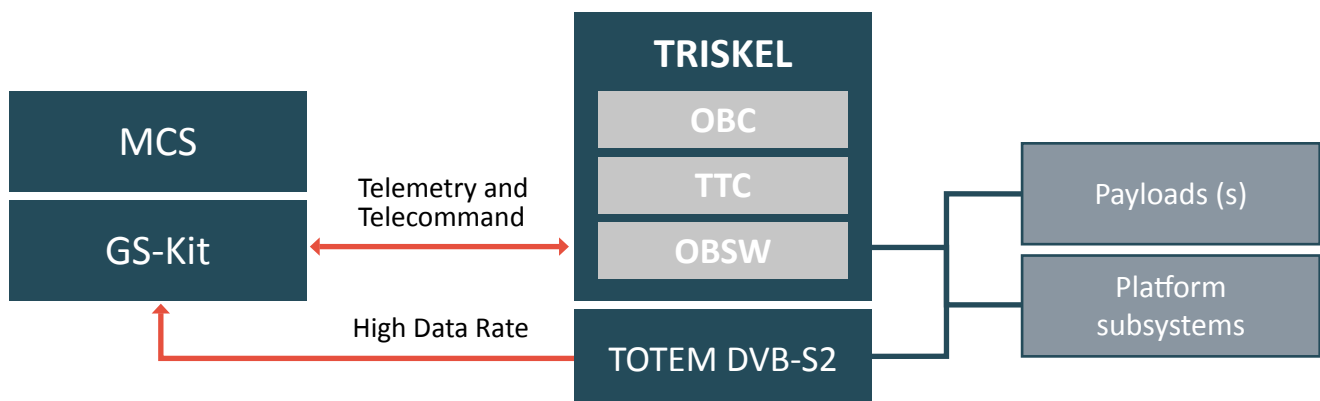 MCS
GS-Kit
Telemetry and
Telecommand
High Data Rate
TRISKEL
OBC
TTC
OBSW
TOTEM DVB-S2
Payloads (s)
Platform
subsystems